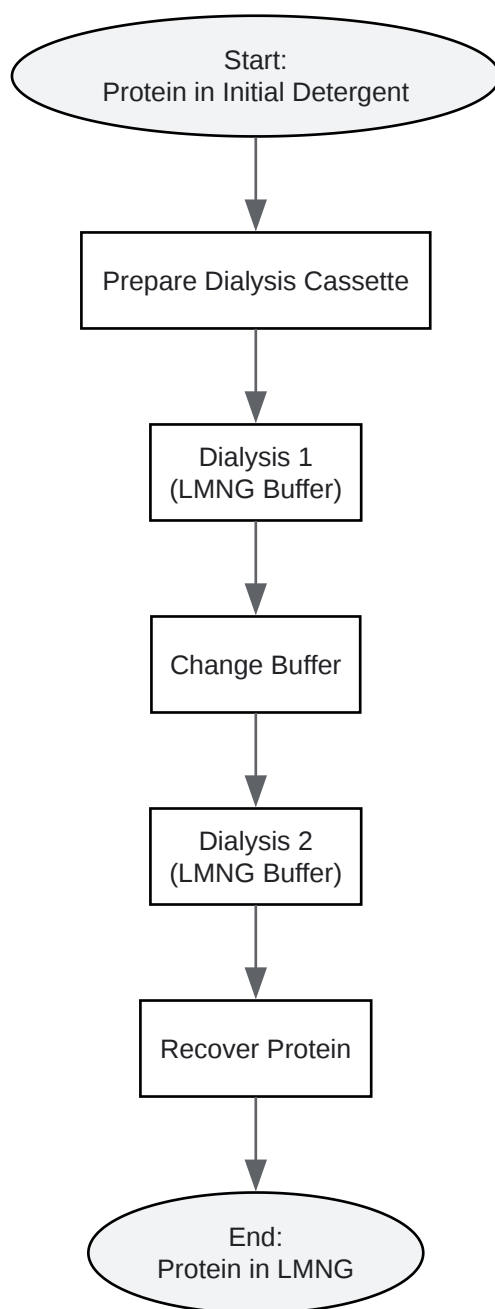 Start:
Protein in Initial Detergent
Prepare Dialysis Cassette
Dialysis 1
(LMNG Buffer)
Change Buffer
Dialysis 2
(LMNG Buffer)
Recover Protein
End:
Protein in LMNG